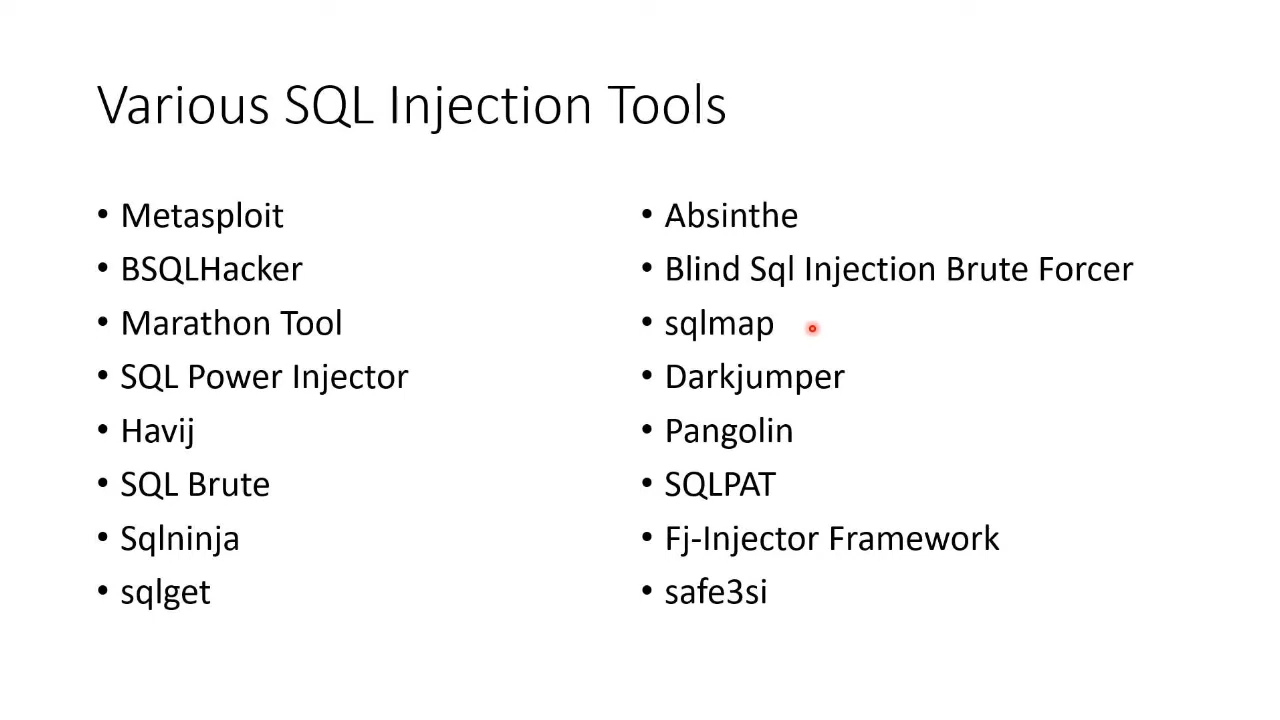 Various SQL Injection Tools
• Metasploit
• BSQLHacker
• Marathon Tool
• SQL Power Injector
• Havij
• SQL Brute
• Sqlninja
• sqlget
• Absinthe
• Blind Sql Injection Brute Forcer
• sqlmap
• Darkjumper
• Pangolin
• SQLPAT
• Fj-Injector Framework
• safe3si